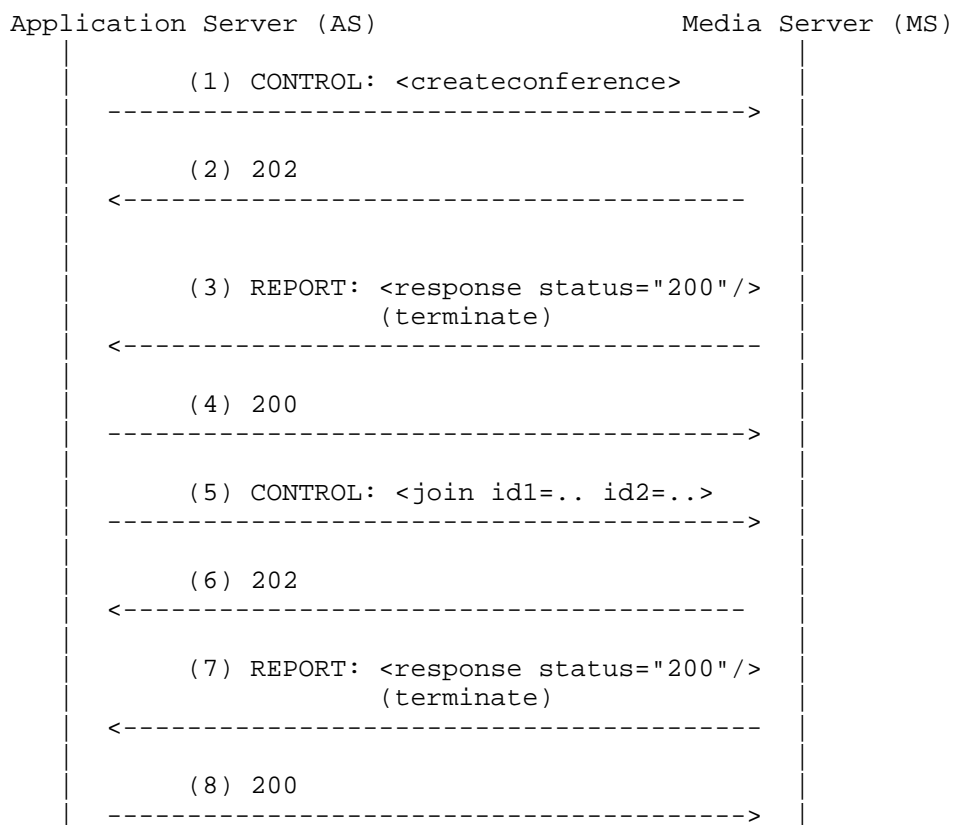 Application Server (AS) Media Server (MS)
(1) CONTROL: <createconference>
(2) 202
(3) REPORT: <response status="200"/>
(terminate)
(4) 200
(5) CONTROL: <join id1=.. id2=..>
(6) 202
(7) REPORT: <response status="200"/>
(terminate)
(8) 200